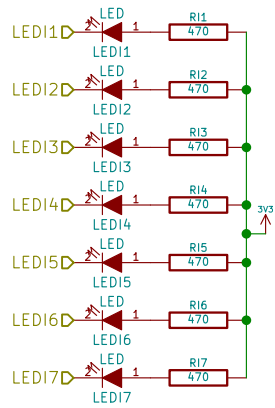 LED RI1
LEDI1 2 1 470
LEDI1
LED RI2
LEDI2 2 1 470
LEDI2
LED RI3
LEDI3 2 1 470
LEDI3
LED RI4
LEDI4 2 1 470
LEDI4
3V3
LED RI5
LEDI5 2 1 470
LEDI5
LED RI6
LEDI6 2 1 470
LEDI6
LED RI7
LEDI7 2 1 470
LEDI7